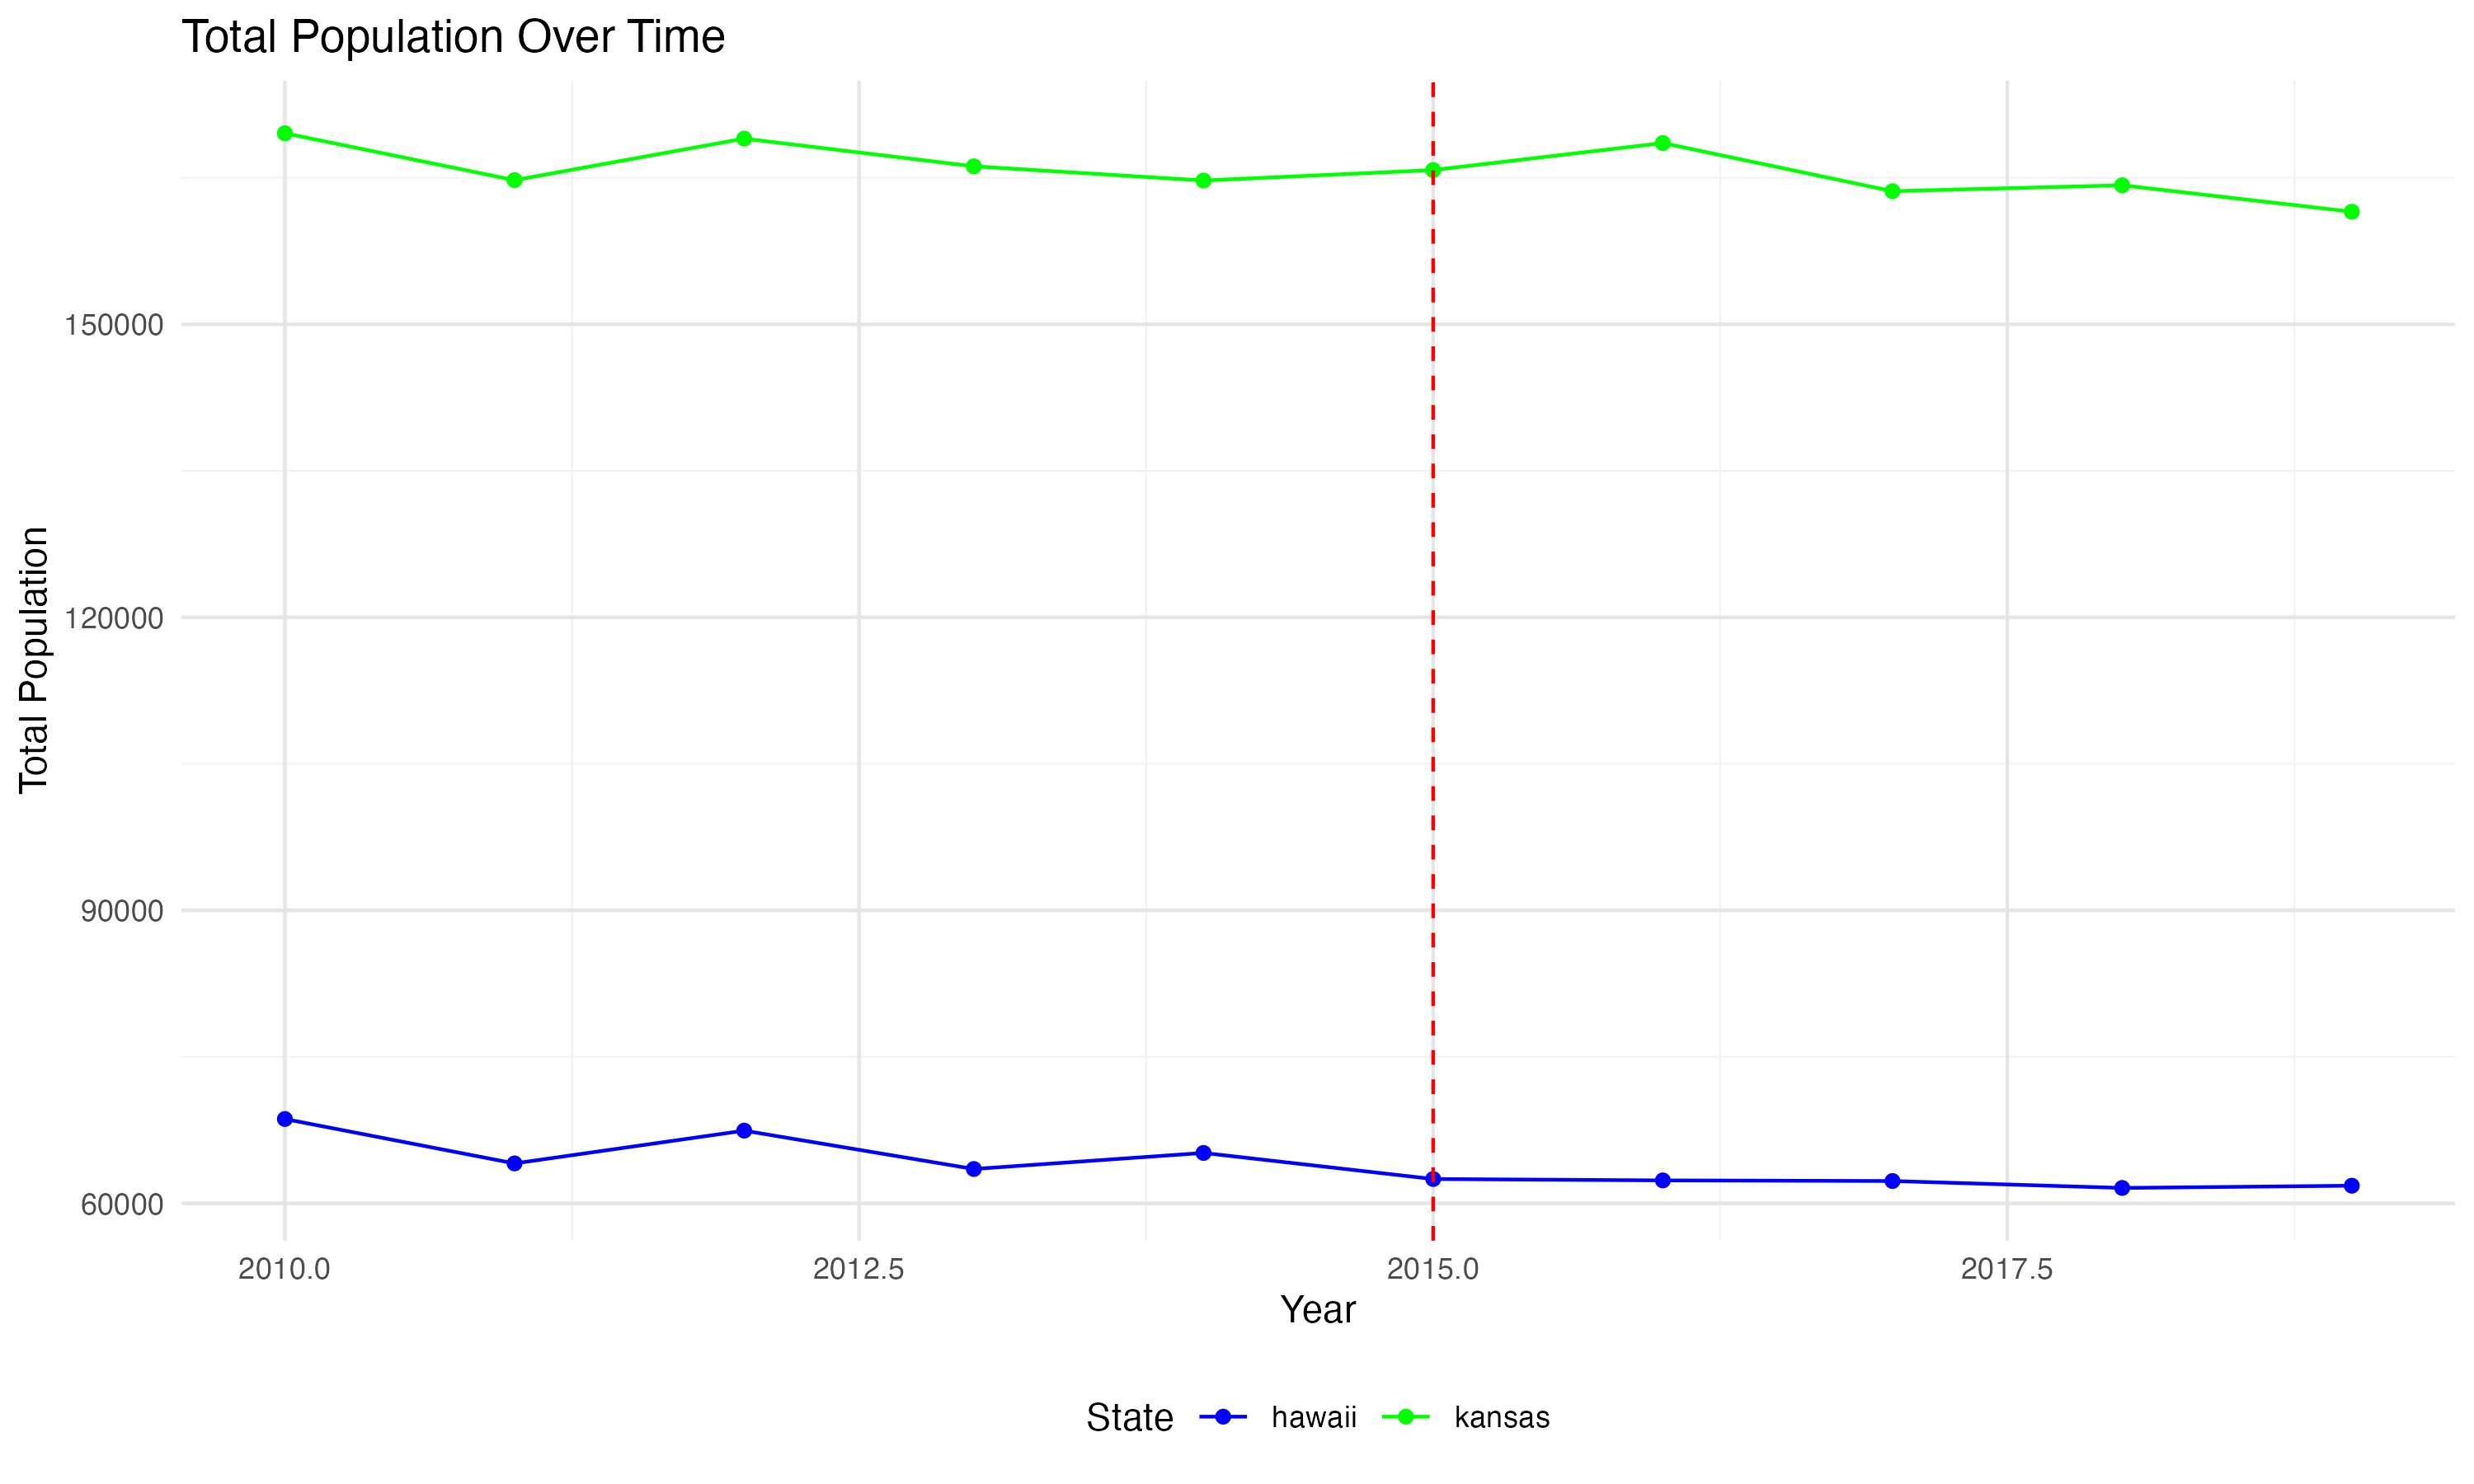 Total Population Over Time
Total Population
150000
120000
90000
60000
2010.0 2012.5 2015.0 2017.5
Year
State hawaii kansas